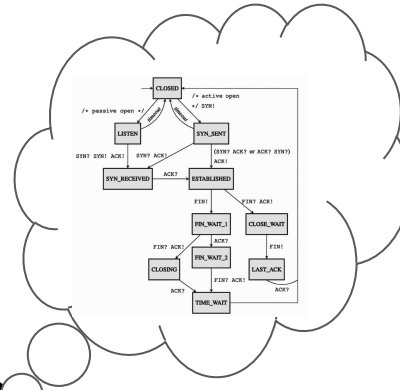 CLOSED
/* active open
*/ SYN!
/* passive open */
timeout
timeout
LISTEN
SYN_SENT
SYN? SYN! ACK!
SYN? ACK!
(SYN? ACK? or ACK? SYN?)
ACK!
SYN_RECEIVED
ACK?
ESTABLISHED
FIN!
FIN? ACK!
FIN_WAIT_1
CLOSE_WAIT
FIN? ACK!
ACK?
FIN!
FIN_WAIT_2
CLOSING
LAST_ACK
FIN? ACK!
ACK?
ACK?
TIME_WAIT